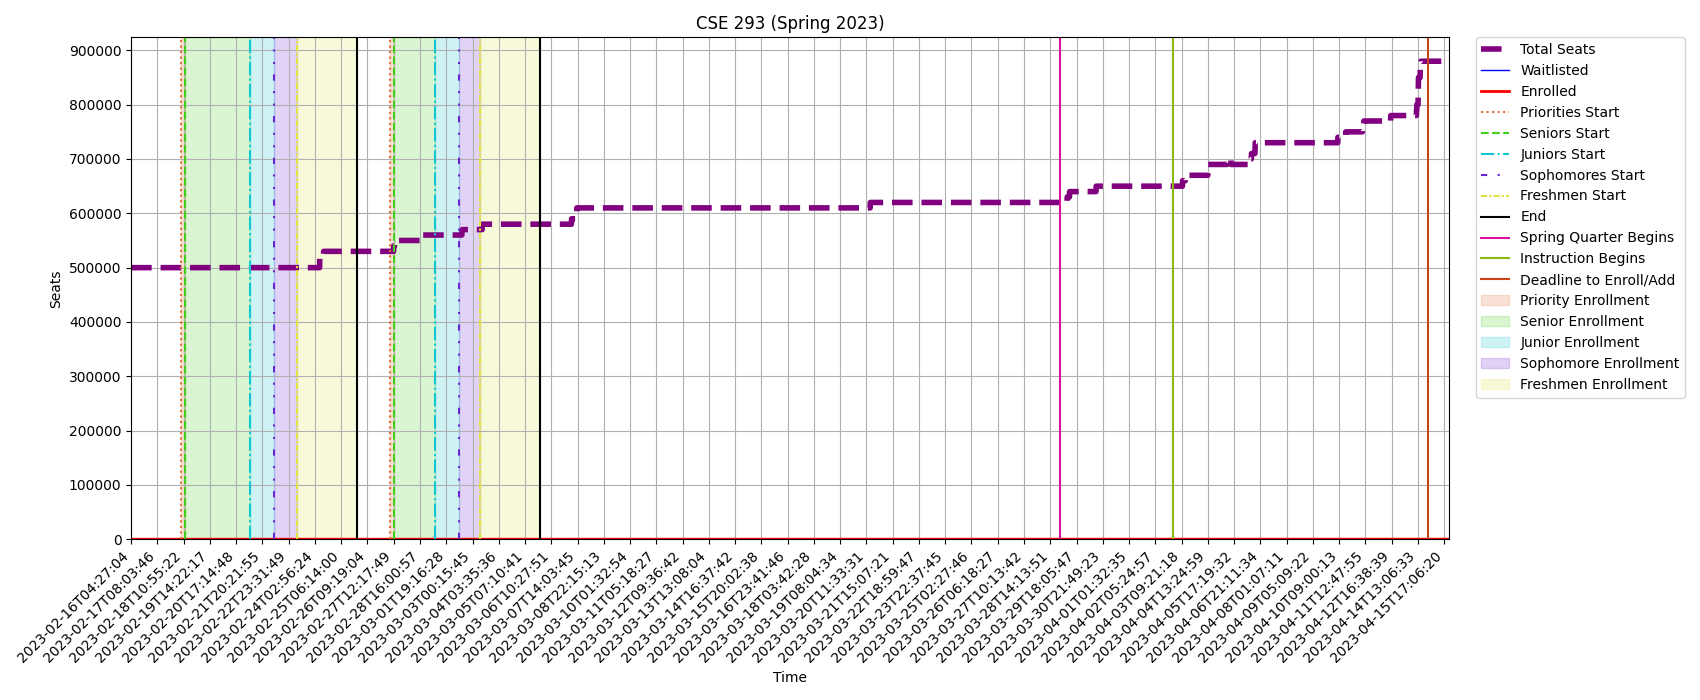 CSE 293 (Spring 2023)
900000
800000
700000
600000
500000
400000
300000
200000
100000
0
Seats
2023-02-16T04:27:04
2023-02-17T08:03:46
2023-02-18T10:55:22
2023-02-19T14:22:17
2023-02-20T17:14:48
2023-02-21T20:21:55
2023-02-22T23:31:49
2023-02-24T02:56:24
2023-02-25T06:14:00
2023-02-26T09:19:04
2023-02-27T12:17:49
2023-02-28T16:00:57
2023-03-01T19:16:28
2023-03-03T00:15:45
2023-03-04T03:35:36
2023-03-05T07:10:41
2023-03-06T10:27:51
2023-03-07T14:03:45
2023-03-08T22:15:13
2023-03-10T01:32:54
2023-03-11T05:18:27
2023-03-12T09:36:42
2023-03-13T13:08:04
2023-03-14T16:37:42
2023-03-15T20:02:38
2023-03-16T23:41:46
2023-03-18T03:42:28
2023-03-19T08:04:34
2023-03-20T11:33:31
2023-03-21T15:07:21
2023-03-22T18:59:47
2023-03-23T22:37:45
2023-03-25T02:27:46
2023-03-26T06:18:27
2023-03-27T10:13:42
2023-03-28T14:13:51
2023-03-29T18:05:47
2023-03-30T21:49:23
2023-04-01T01:32:35
2023-04-02T05:24:57
2023-04-03T09:21:18
2023-04-04T13:24:59
2023-04-05T17:19:32
2023-04-06T21:11:34
2023-04-08T01:07:11
2023-04-09T05:09:22
2023-04-10T09:00:13
2023-04-11T12:47:55
2023-04-12T16:38:39
2023-04-14T13:06:33
2023-04-15T17:06:20
Time
Total Seats
Waitlisted
Enrolled
Priorities Start
Seniors Start
Juniors Start
Sophomores Start
Freshmen Start
End
Spring Quarter Begins
Instruction Begins
Deadline to Enroll/Add
Priority Enrollment
Senior Enrollment
Junior Enrollment
Sophomore Enrollment
Freshmen Enrollment